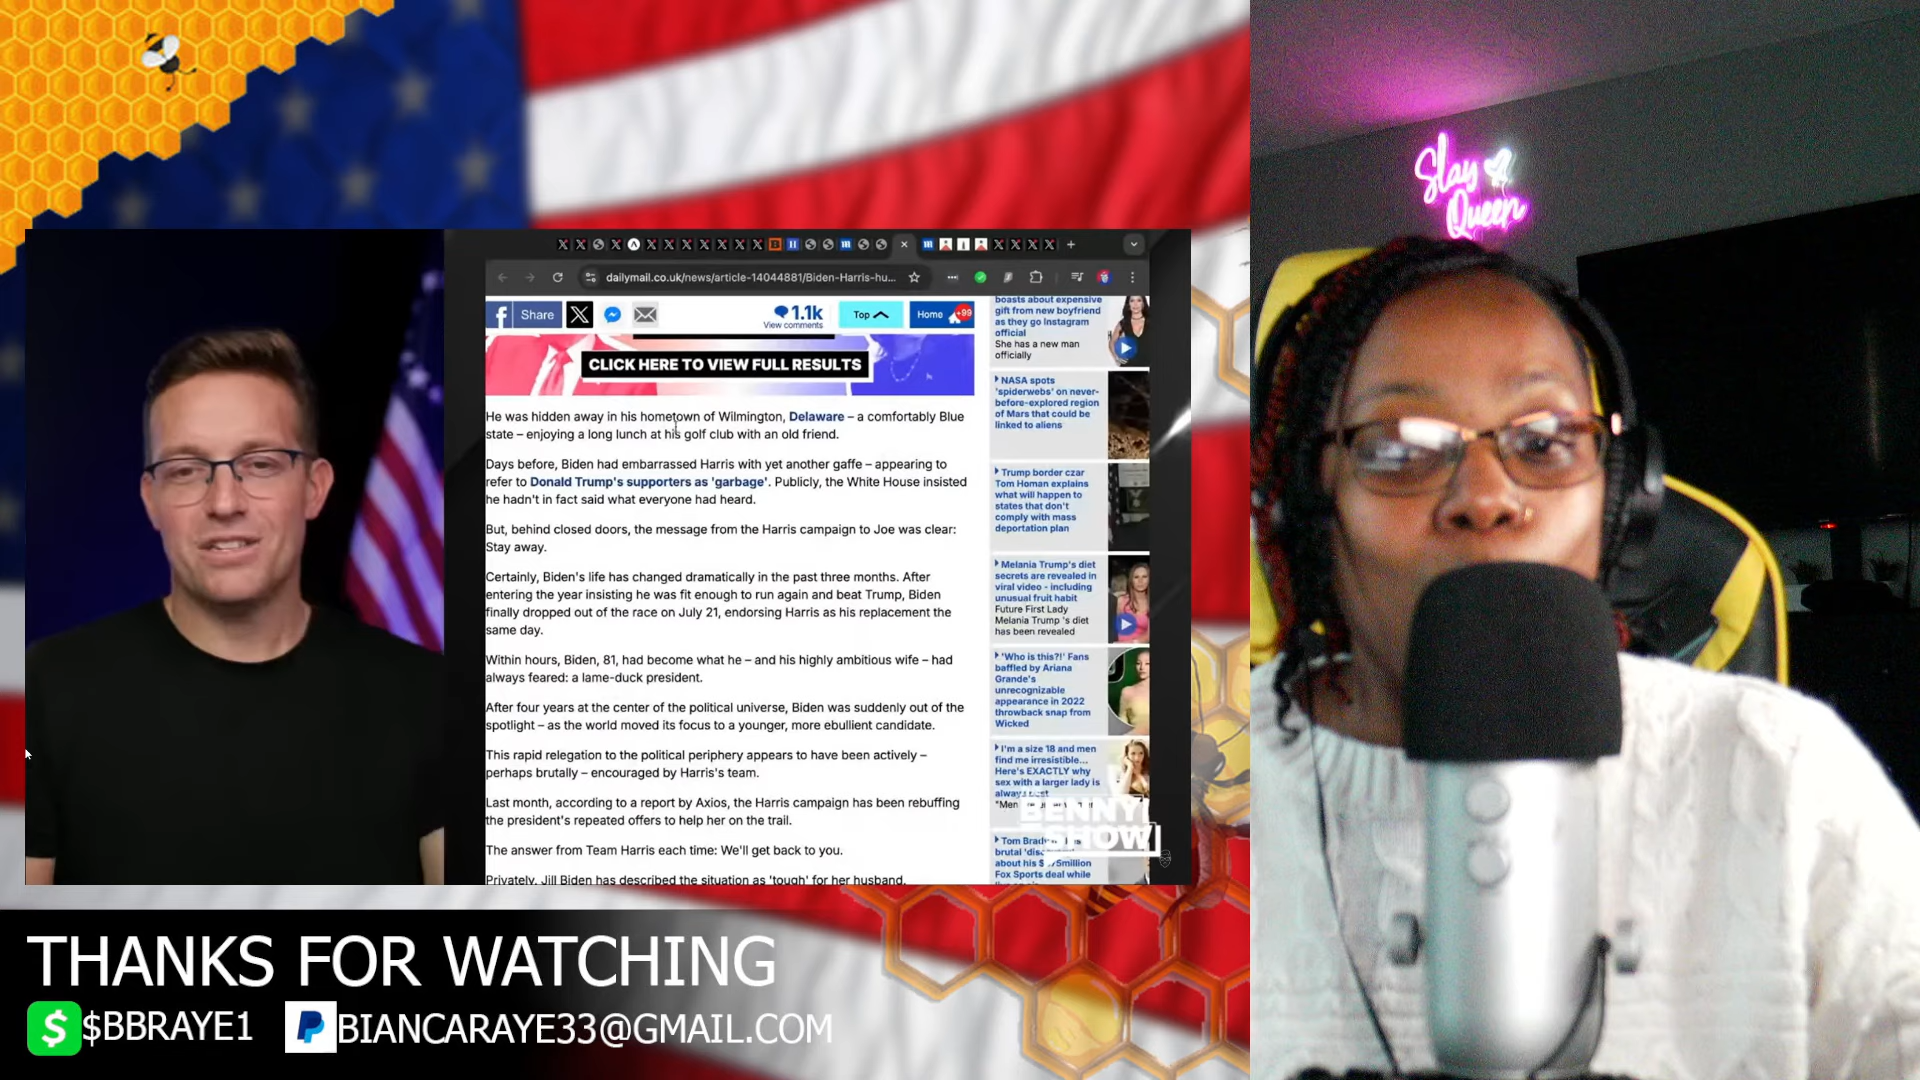 Slay
Queen
dailymail.co.uk/news/article-14044881/Biden-Harris-hu...
Share
1.1k
View comments
Top
Home
+99
CLICK HERE TO VIEW FULL RESULTS
He was hidden away in his hometown of Wilmington, Delaware – a comfortably Blue
state – enjoying a long lunch at his golf club with an old friend.
Days before, Biden had embarrassed Harris with yet another gaffe – appearing to
refer to Donald Trump's supporters as 'garbage'. Publicly, the White House insisted
he hadn't in fact said what everyone had heard.
But, behind closed doors, the message from the Harris campaign to Joe was clear:
Stay away.
Certainly, Biden's life has changed dramatically in the past three months. After
entering the year insisting he was fit enough to run again and beat Trump, Biden
finally dropped out of the race on July 21, endorsing Harris as his replacement the
same day.
Within hours, Biden, 81, had become what he – and his highly ambitious wife – had
always feared: a lame-duck president.
After four years at the center of the political universe, Biden was suddenly out of the
spotlight – as the world moved its focus to a younger, more ebullient candidate.
This rapid relegation to the political periphery appears to have been actively –
perhaps brutally – encouraged by Harris's team.
Last month, according to a report by Axios, the Harris campaign has been rebuffing
the president's repeated offers to help her on the trail.
The answer from Team Harris each time: We'll get back to you.
Privately, Jill Biden has described the situation as 'tough' for her husband.
boasts about expensive
gift from new boyfriend
as they go Instagram
official
She has a new man
officially
NASA spots
'spiderwebs' on never-
before-explored region
of Mars that could be
linked to aliens
Trump border czar
Tom Homan explains
what will happen to
states that don't
comply with mass
deportation plan
Melania Trump's diet
secrets are revealed in
viral video - including
unusual fruit habit
Future First Lady
Melania Trump 's diet
has been revealed
'Who is this?!' Fans
baffled by Ariana
Grande's
unrecognizable
appearance in 2022
throwback snap from
Wicked
I'm a size 18 and men
find me irresistible...
Here's EXACTLY why
sex with a larger lady is
always best
"Men
Tom Brady
brutal
about his $ 75million
Fox Sports deal while
BENNY
SHOW
THANKS FOR WATCHING
$BBRAYE1
BIANCARAYE33@GMAIL.COM